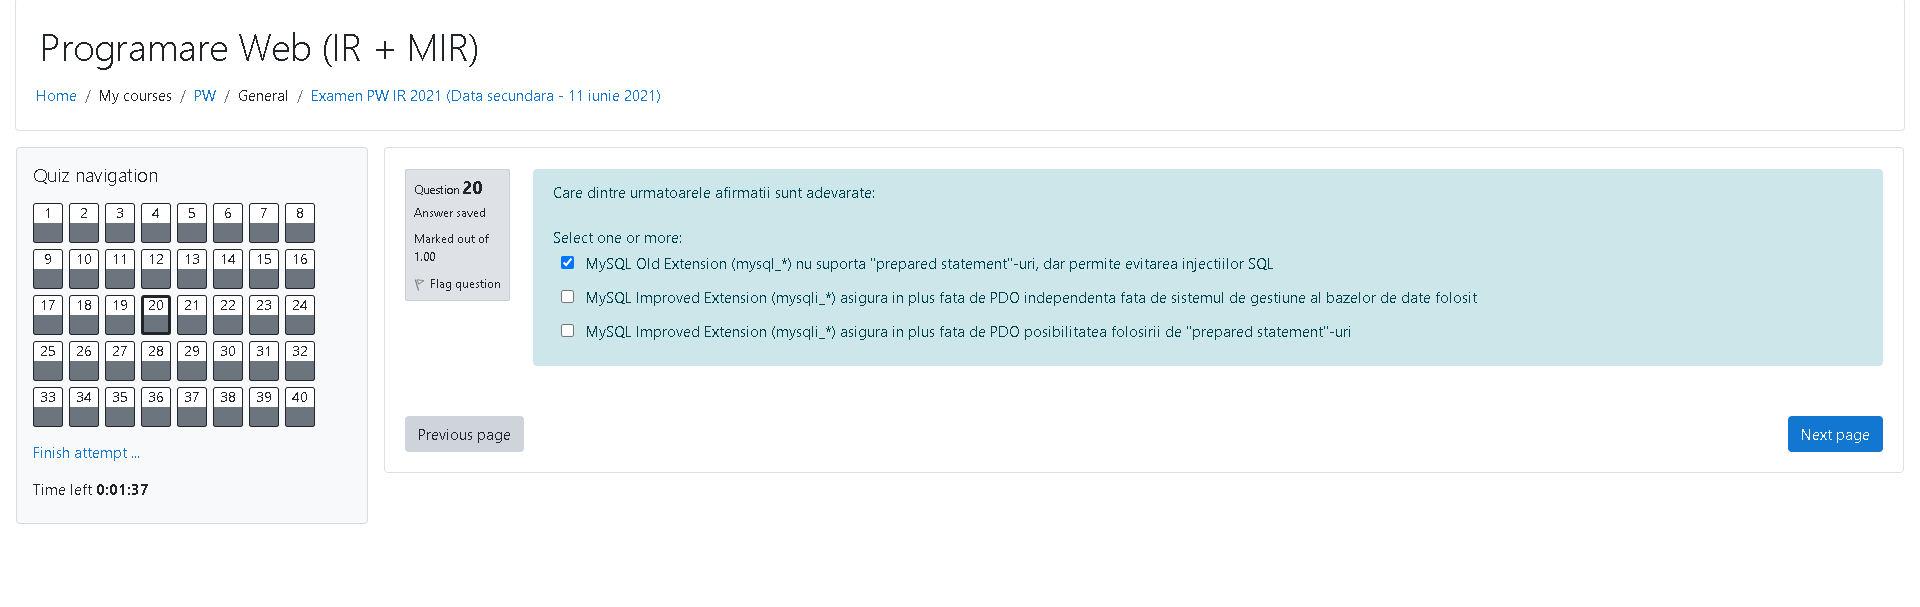 Programare Web (IR + MIR)
Home / My courses / PW / General / Examen PW IR 2021 (Data secundara - 11 iunie 2021)
Quiz navigation
1 2 3 4 5 6 7 8
9 10 11 12 13 14 15 16
17 18 19 20 21 22 23 24
25 26 27 28 29 30 31 32
33 34 35 36 37 38 39 40
Finish attempt ...
Time left 0:01:37
Question 20
Answer saved
Marked out of
1.00
Flag question
Care dintre urmatoarele afirmatii sunt adevarate:
Select one or more:
MySQL Old Extension (mysql_*) nu suporta "prepared statement"-uri, dar permite evitarea injectiilor SQL
MySQL Improved Extension (mysqli_*) asigura in plus fata de PDO independenta fata de sistemul de gestiune al bazelor de date folosit
MySQL Improved Extension (mysqli_*) asigura in plus fata de PDO posibilitatea folosirii de "prepared statement"-uri
Previous page
Next page